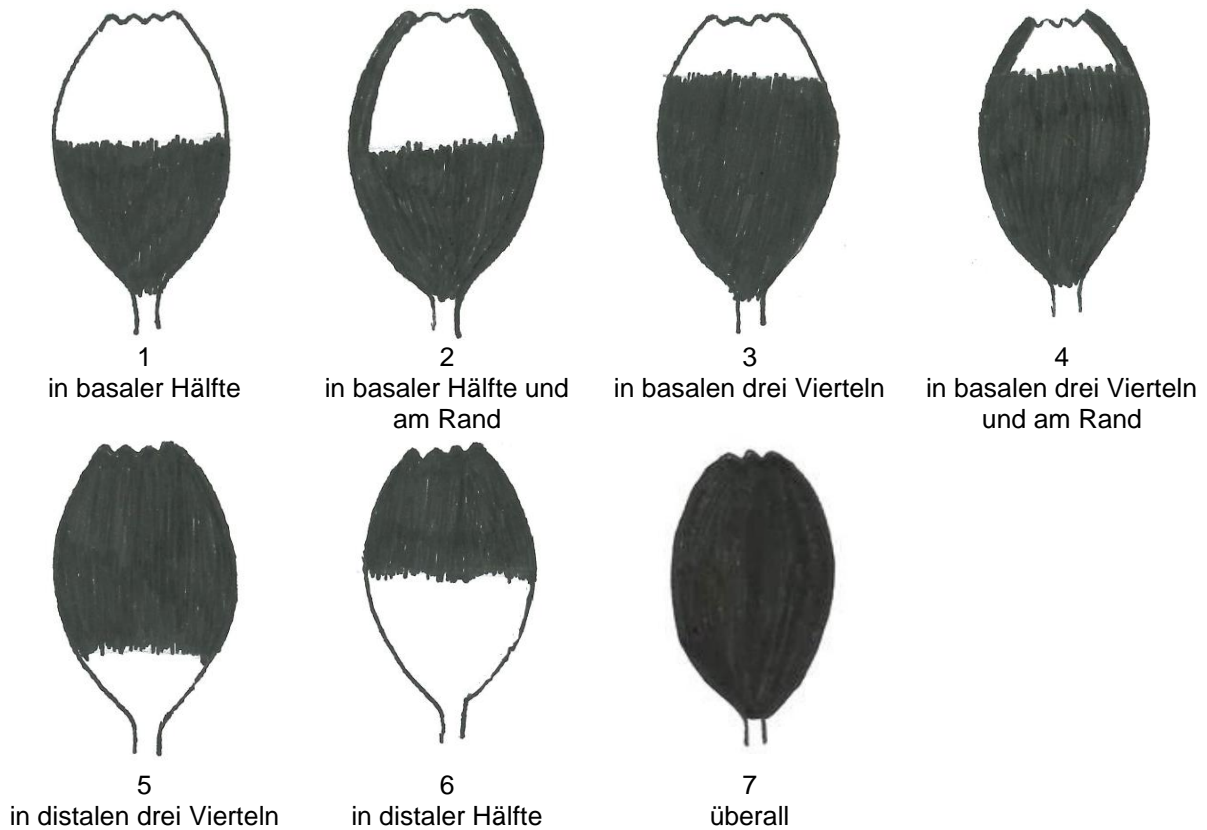 1
in basaler Hälfte
2
in basaler Hälfte und
am Rand
3
in basalen drei Vierteln
4
in basalen drei Vierteln
und am Rand
5
in distalen drei Vierteln
6
in distaler Hälfte
7
überall